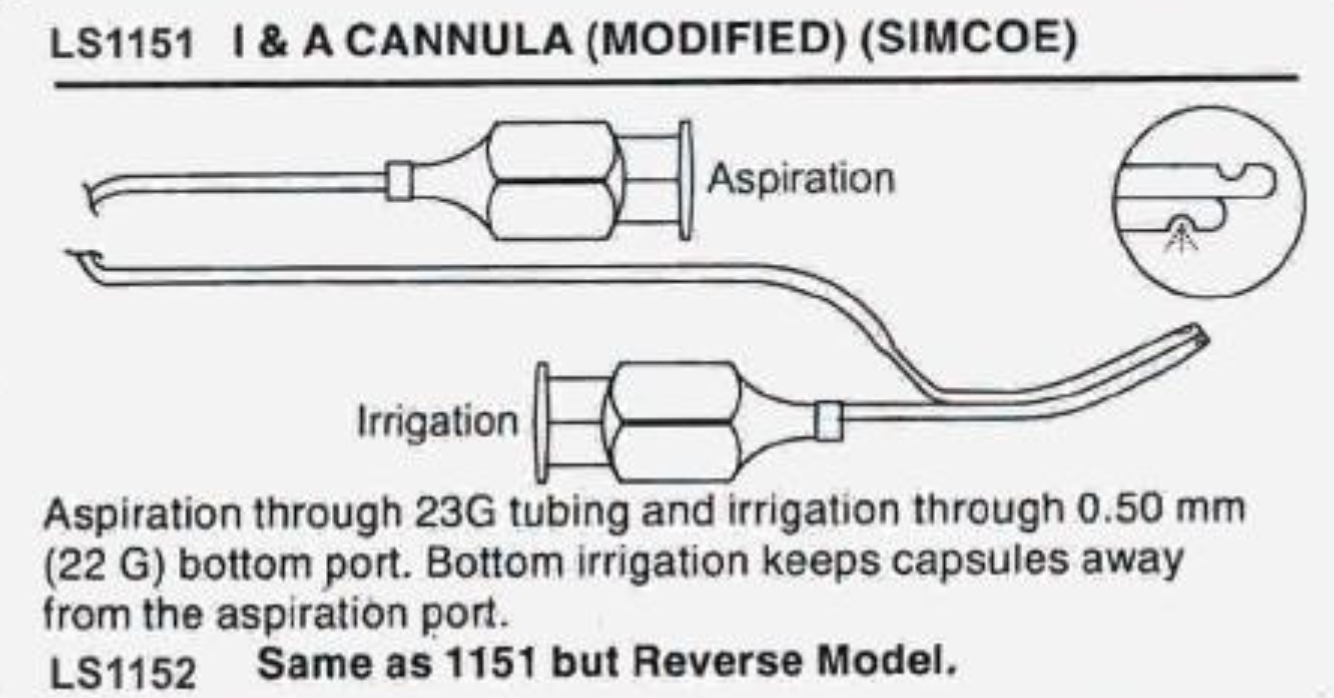 LS1151 I & A CANNULA (MODIFIED) (SIMCOE)
Aspiration
Irrigation
Aspiration through 23G tubing and irrigation through 0.50 mm
(22 G) bottom port. Bottom irrigation keeps capsules away
from the aspiration port.
LS1152 Same as 1151 but Reverse Model.